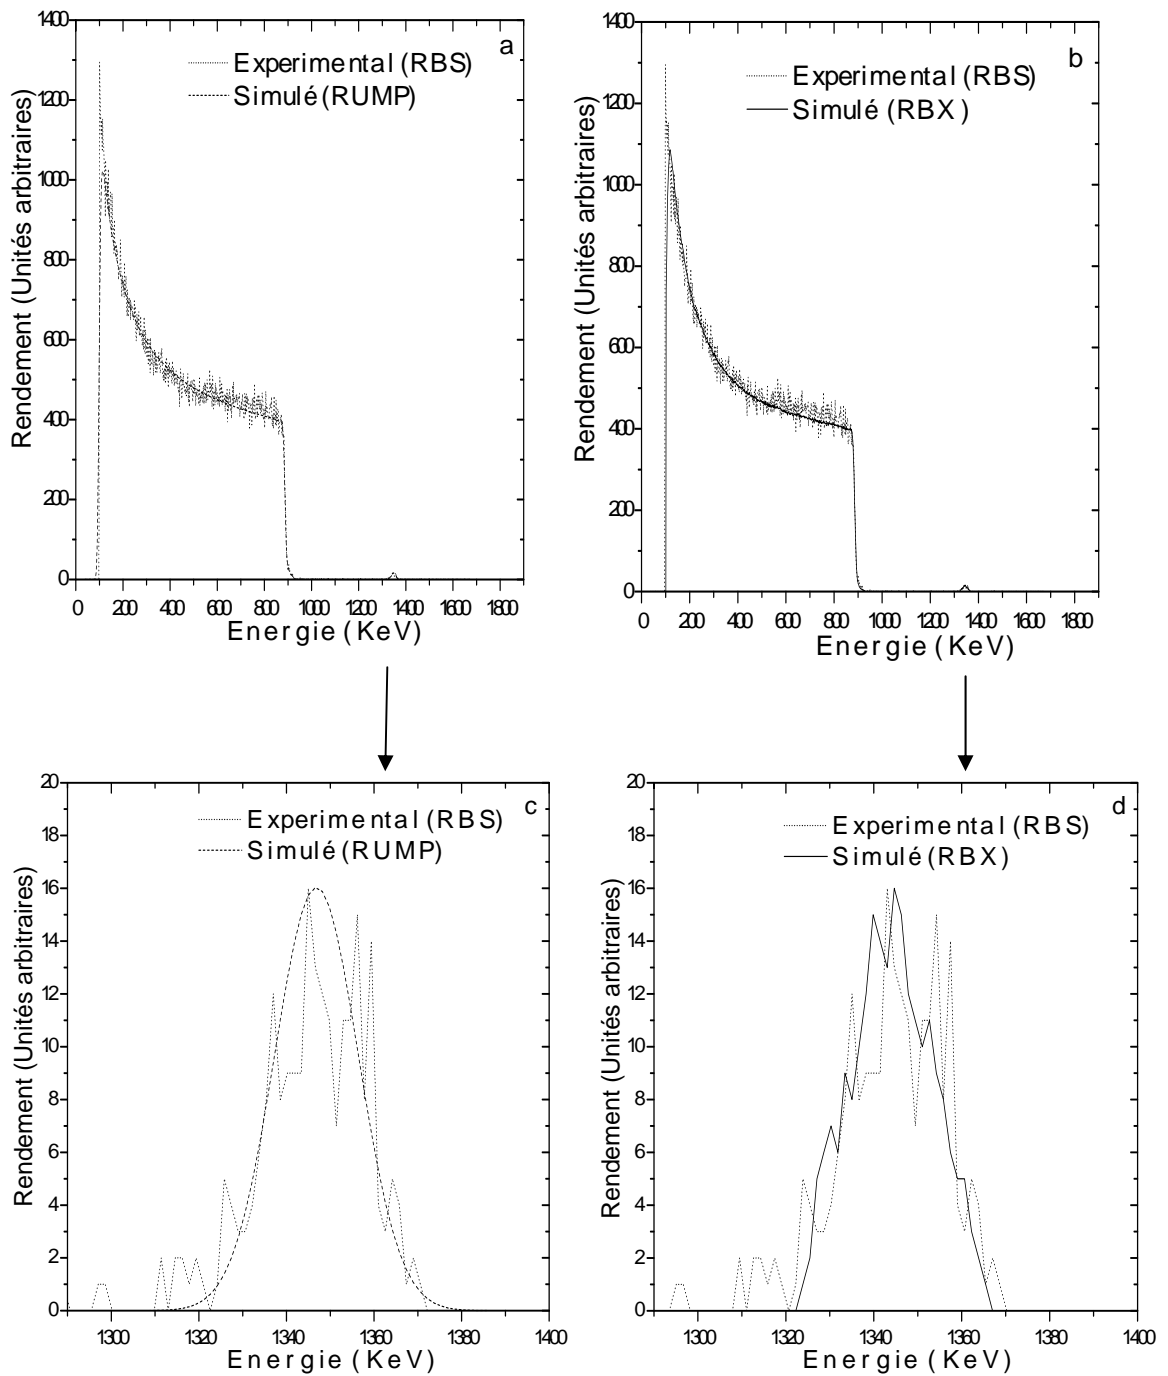 a
Experimental (RBS)
Simulé (RUMP)
Rendement (Unités arbitraires)
1400
1200
1000
800
600
400
200
0
0 200 400 600 800 1000 1200 1400 1600 1800
Energie (KeV)
b
Experimental (RBS)
Simulé (RBX)
Rendement (Unités arbitraires)
1400
1200
1000
800
600
400
200
0
0 200 400 600 800 1000 1200 1400 1600 1800
Energie (KeV)
c
Experimental (RBS)
Simulé (RUMP)
Rendement (Unités arbitraires)
20
18
16
14
12
10
8
6
4
2
0
1300 1320 1340 1360 1380 1400
Energie (KeV)
d
Experimental (RBS)
Simulé (RBX)
Rendement (Unités arbitraires)
20
18
16
14
12
10
8
6
4
2
0
1300 1320 1340 1360 1380 1400
Energie (KeV)